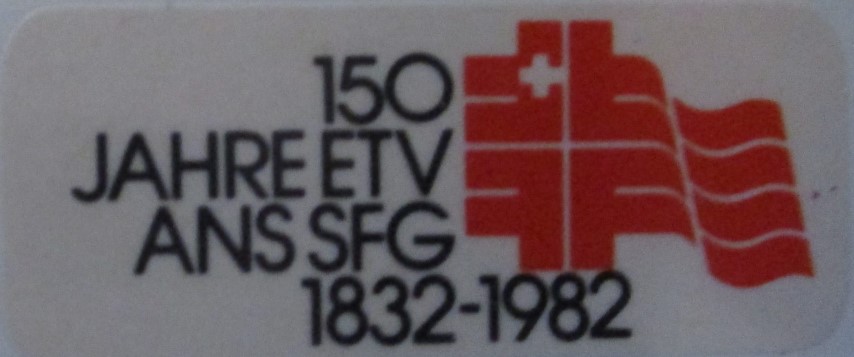 150
JAHRE ETV
ANS SFG
1832-1982